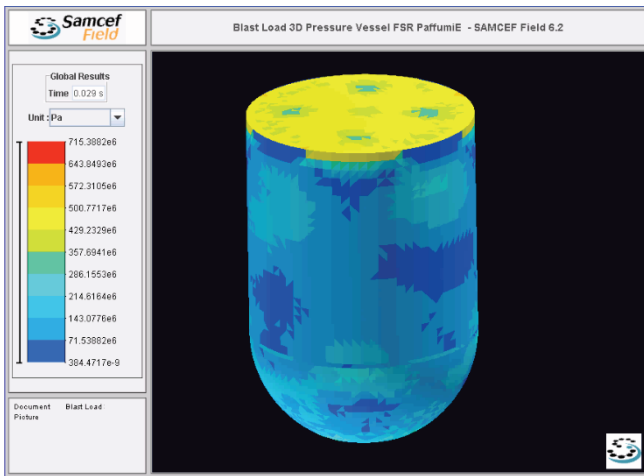 Samcef
Field
Blast Load 3D Pressure Vessel FSR PaffumiE - SAMCEF Field 6.2
Global Results
Time 0.029 s
Unit : Pa
715.3882e6
643.8493e6
572.3105e6
500.7717e6
429.2329e6
357.6941e6
286.1553e6
214.6164e6
143.0776e6
71.53882e6
384.4717e-9
Document Blast Load
Picture